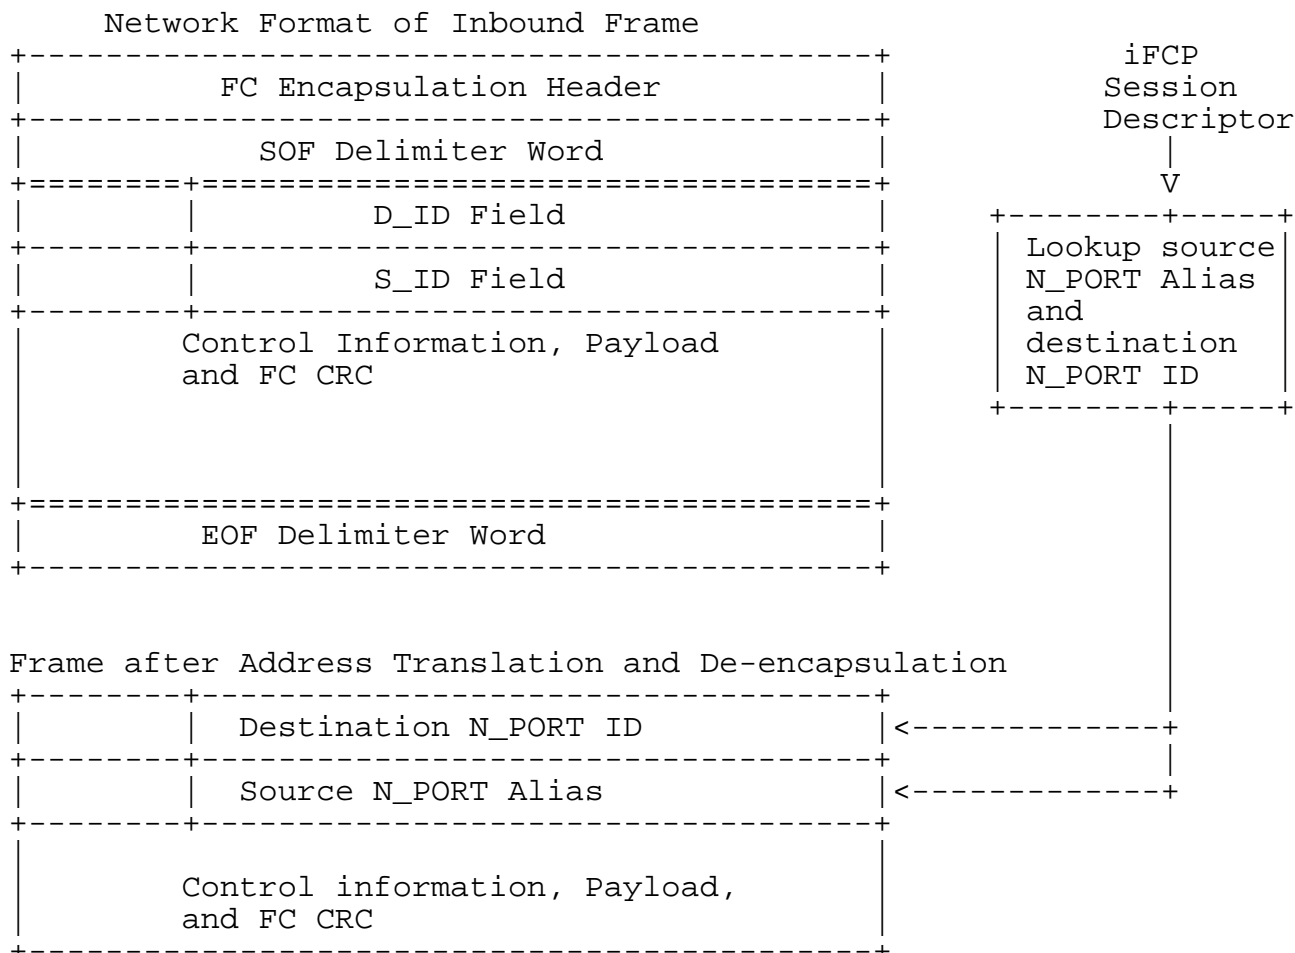 Network Format of Inbound Frame
+--------------------------------------------+ iFCP
| FC Encapsulation Header | Session
+--------------------------------------------+ Descriptor
| SOF Delimiter Word | |
+========+===================================+ V
| | D_ID Field | +--------+-----+
+--------+-----------------------------------+ | Lookup source|
| | S_ID Field | | N_PORT Alias |
+--------+-----------------------------------+ | and |
| Control Information, Payload | | destination |
| and FC CRC | | N_PORT ID |
| | +--------+-----+
| | |
| | |
+============================================+ |
| EOF Delimiter Word | |
+--------------------------------------------+ |
Frame after Address Translation and De-encapsulation |
+--------+-----------------------------------+ |
| | Destination N_PORT ID |<-------------+
+--------+-----------------------------------+ |
| | Source N_PORT Alias |<-------------+
+--------+-----------------------------------+
| |
| Control information, Payload, |
| and FC CRC |
+--------------------------------------------+